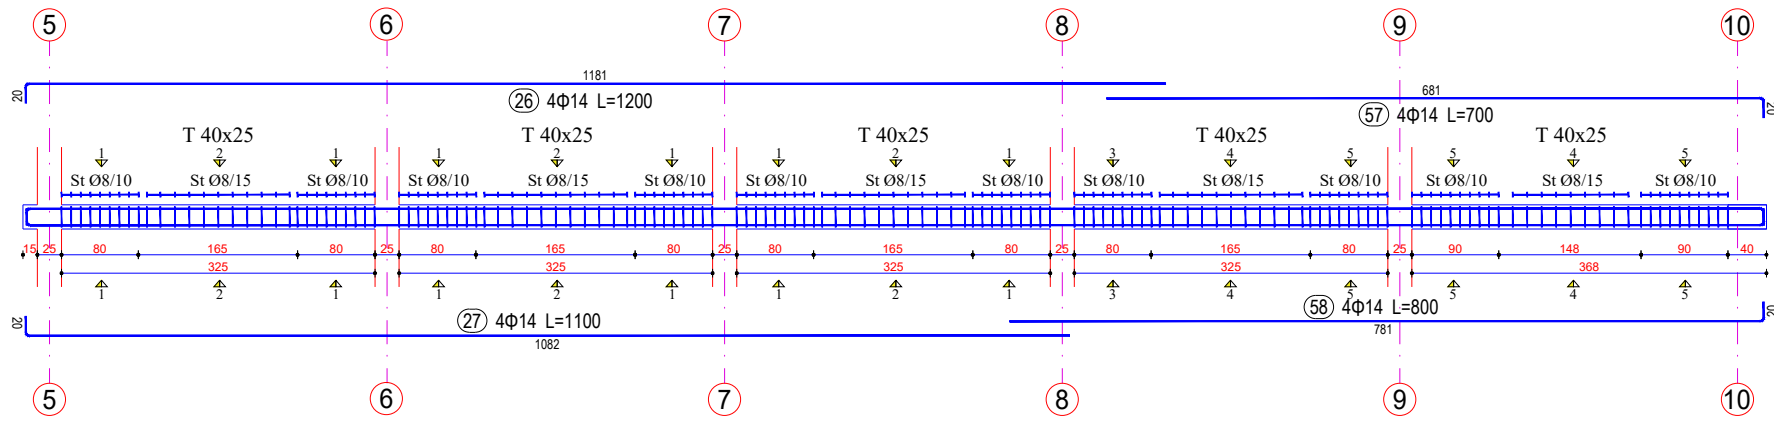 5 6 7 8 9 10
1181
20 26 4Φ14 L=1200
681
57 4Φ14 L=700 20
T 40x25 T 40x25 T 40x25 T 40x25 T 40x25
1 2 1 1 2 1 1 2 1 3 4 5 5 4 5
St Ø8/10 St Ø8/15 St Ø8/10 St Ø8/10 St Ø8/15 St Ø8/10 St Ø8/10 St Ø8/15 St Ø8/10 St Ø8/10 St Ø8/15 St Ø8/10 St Ø8/10 St Ø8/15 St Ø8/10
15 25 80 165 80 25 80 165 80 25 80 165 80 25 80 165 80 25 90 148 90 40
325 325 325 325 368
1 2 1 1 2 1 1 2 1 3 4 5 5 4 5
58 4Φ14 L=800 20
781
20 27 4Φ14 L=1100
1082
5 6 7 8 9 10